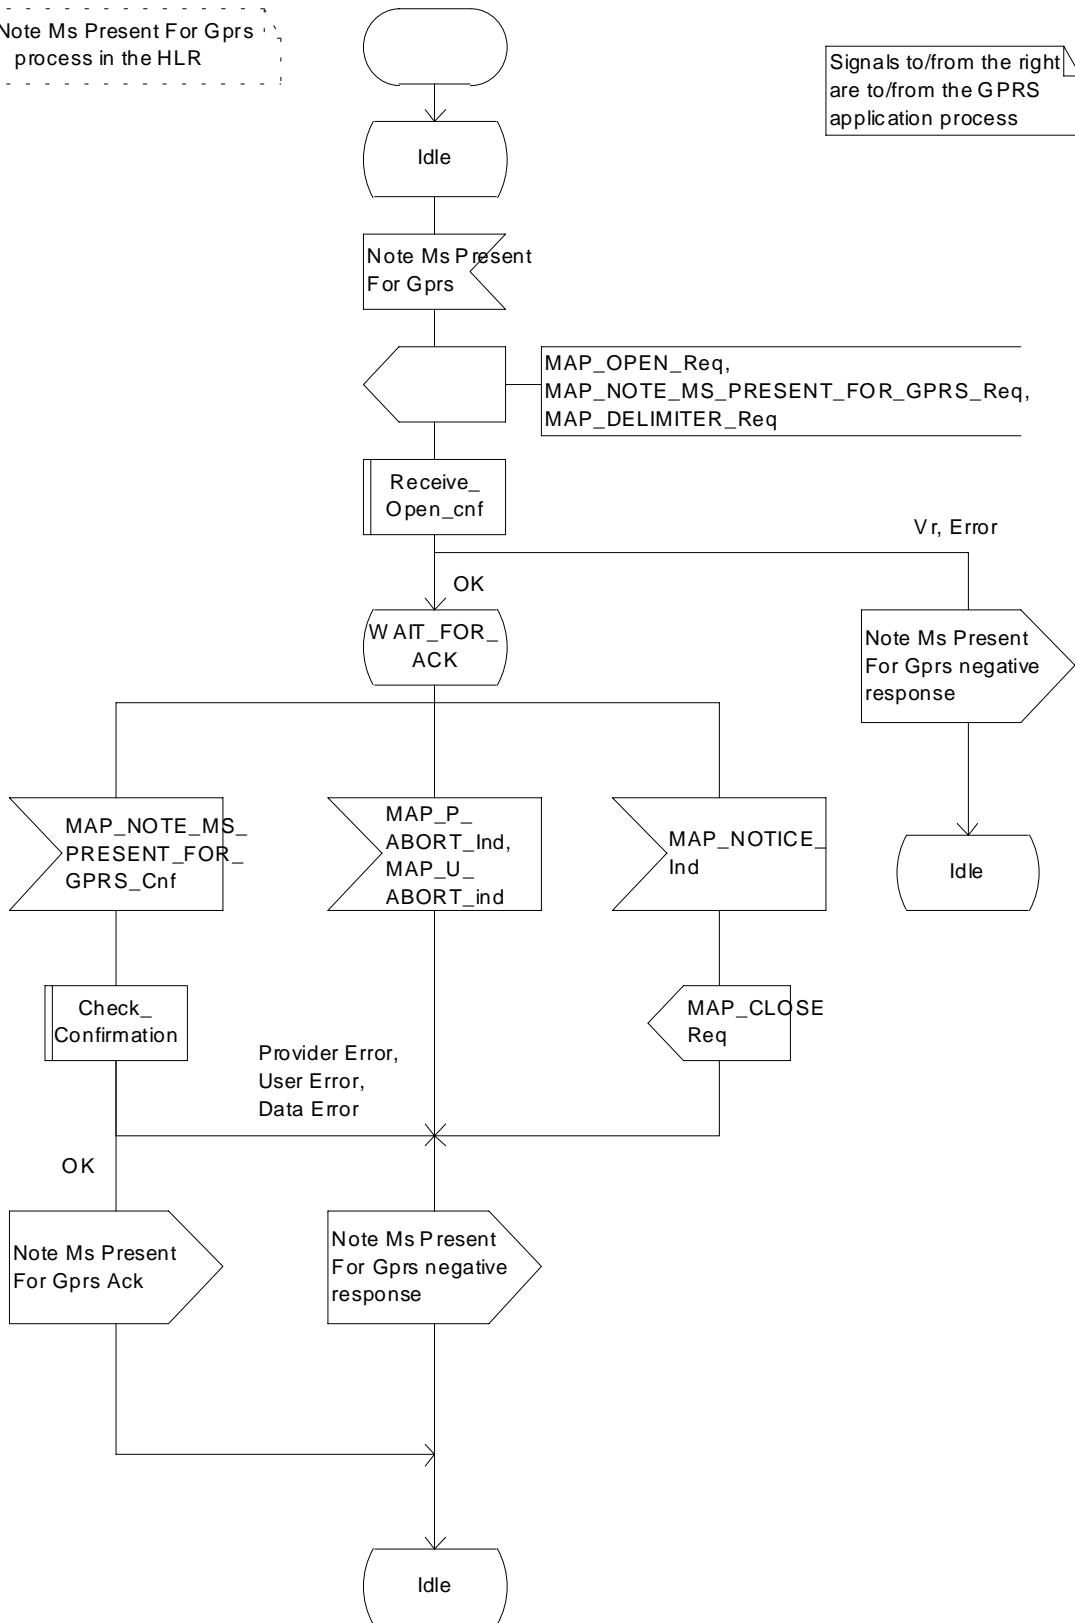 Note Ms Present For Gprs
process in the HLR
Signals to/from the right
are to/from the GPRS
application process
Idle
Note Ms Present
For Gprs
MAP_OPEN_Req,
MAP_NOTE_MS_PRESENT_FOR_GPRS_Req,
MAP_DELIMITER_Req
Receive_
Open_cnf
Vr, Error
OK
WAIT_FOR_
ACK
Note Ms Present
For Gprs negative
response
MAP_NOTE_MS_
PRESENT_FOR_
GPRS_Cnf
MAP_P_
ABORT_Ind,
MAP_U_
ABORT_ind
MAP_NOTICE_
Ind
Idle
Check_
Confirmation
MAP_CLOSE
Req
Provider Error,
User Error,
Data Error
OK
Note Ms Present
For Gprs Ack
Note Ms Present
For Gprs negative
response
Idle